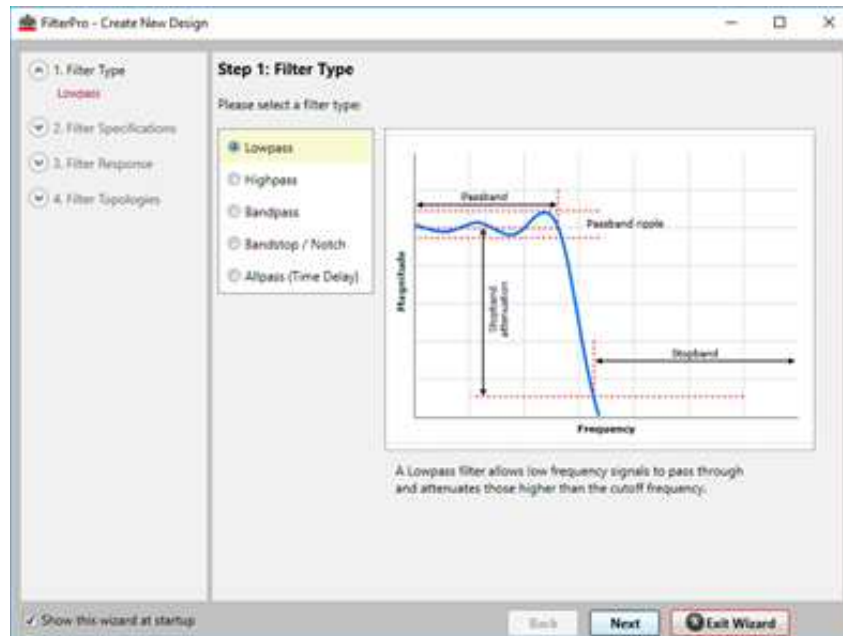 FilterPro - Create New Design
1. Filter Type
Lowpass
2. Filter Specifications
3. Filter Response
4. Filter Topologies
Step 1: Filter Type
Please select a filter type:
Lowpass
Highpass
Bandpass
Bandstop / Notch
Allpass (Time Delay)
Passband
Passband ripple
Magnitude
Stopband
attenuation
Stopband
Frequency
A Lowpass filter allows low frequency signals to pass through
and attenuates those higher than the cutoff frequency.
Show this wizard at startup
Back
Next
Exit Wizard